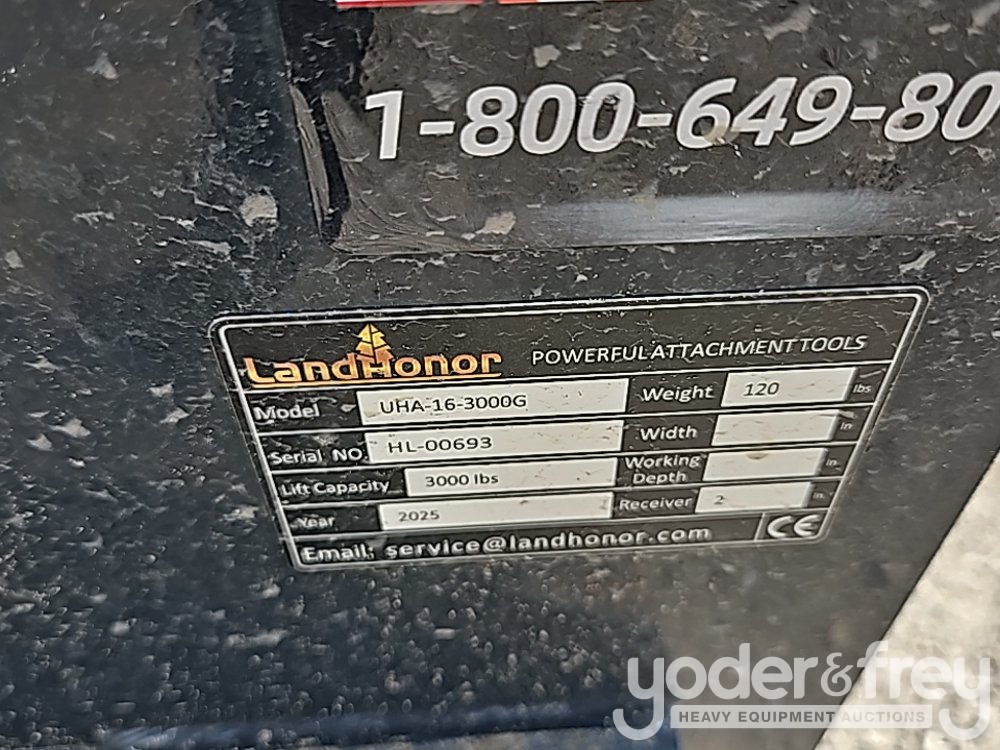 1-800-649-80
LandHonor POWERFUL ATTACHMENT TOOLS
Model UHA-16-3000G Weight 120 lbs
Serial NO. HL-00693 Width in
Lift Capacity 3000 lbs Working Depth in.
Year 2025 Receiver 2 in.
Email: service@landhonor.com CE
yoder&frey
HEAVY EQUIPMENT AUCTIONS